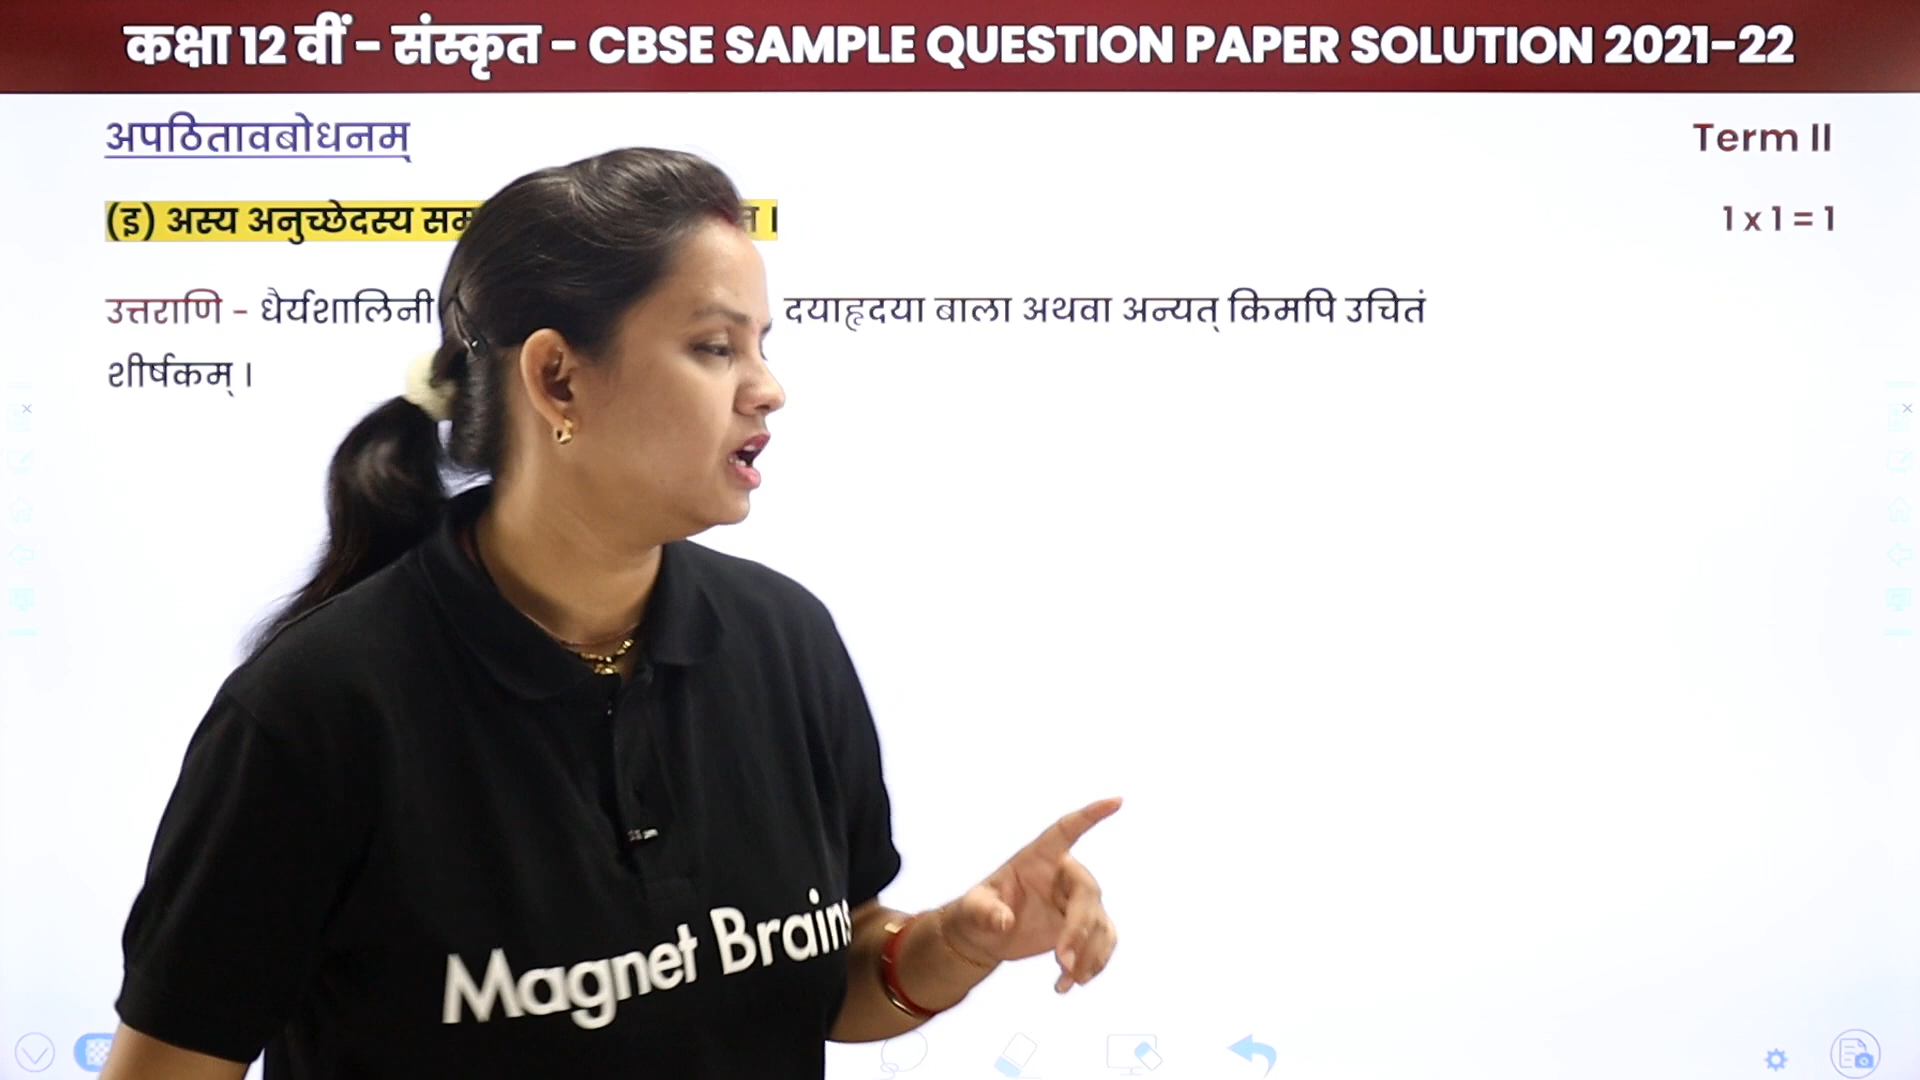 कक्षा 12 वीं - संस्कृत - CBSE SAMPLE QUESTION PAPER SOLUTION 2021-22
अपठितावबोधनम्
Term II
(इ) अस्य अनुच्छेदस्य
1 x 1 = 1
उत्तराणि - धैर्यशालिनी दयाहृदया बाला अथवा अन्यत् किमपि उचितं
शीर्षकम् ।
Magnet Brains